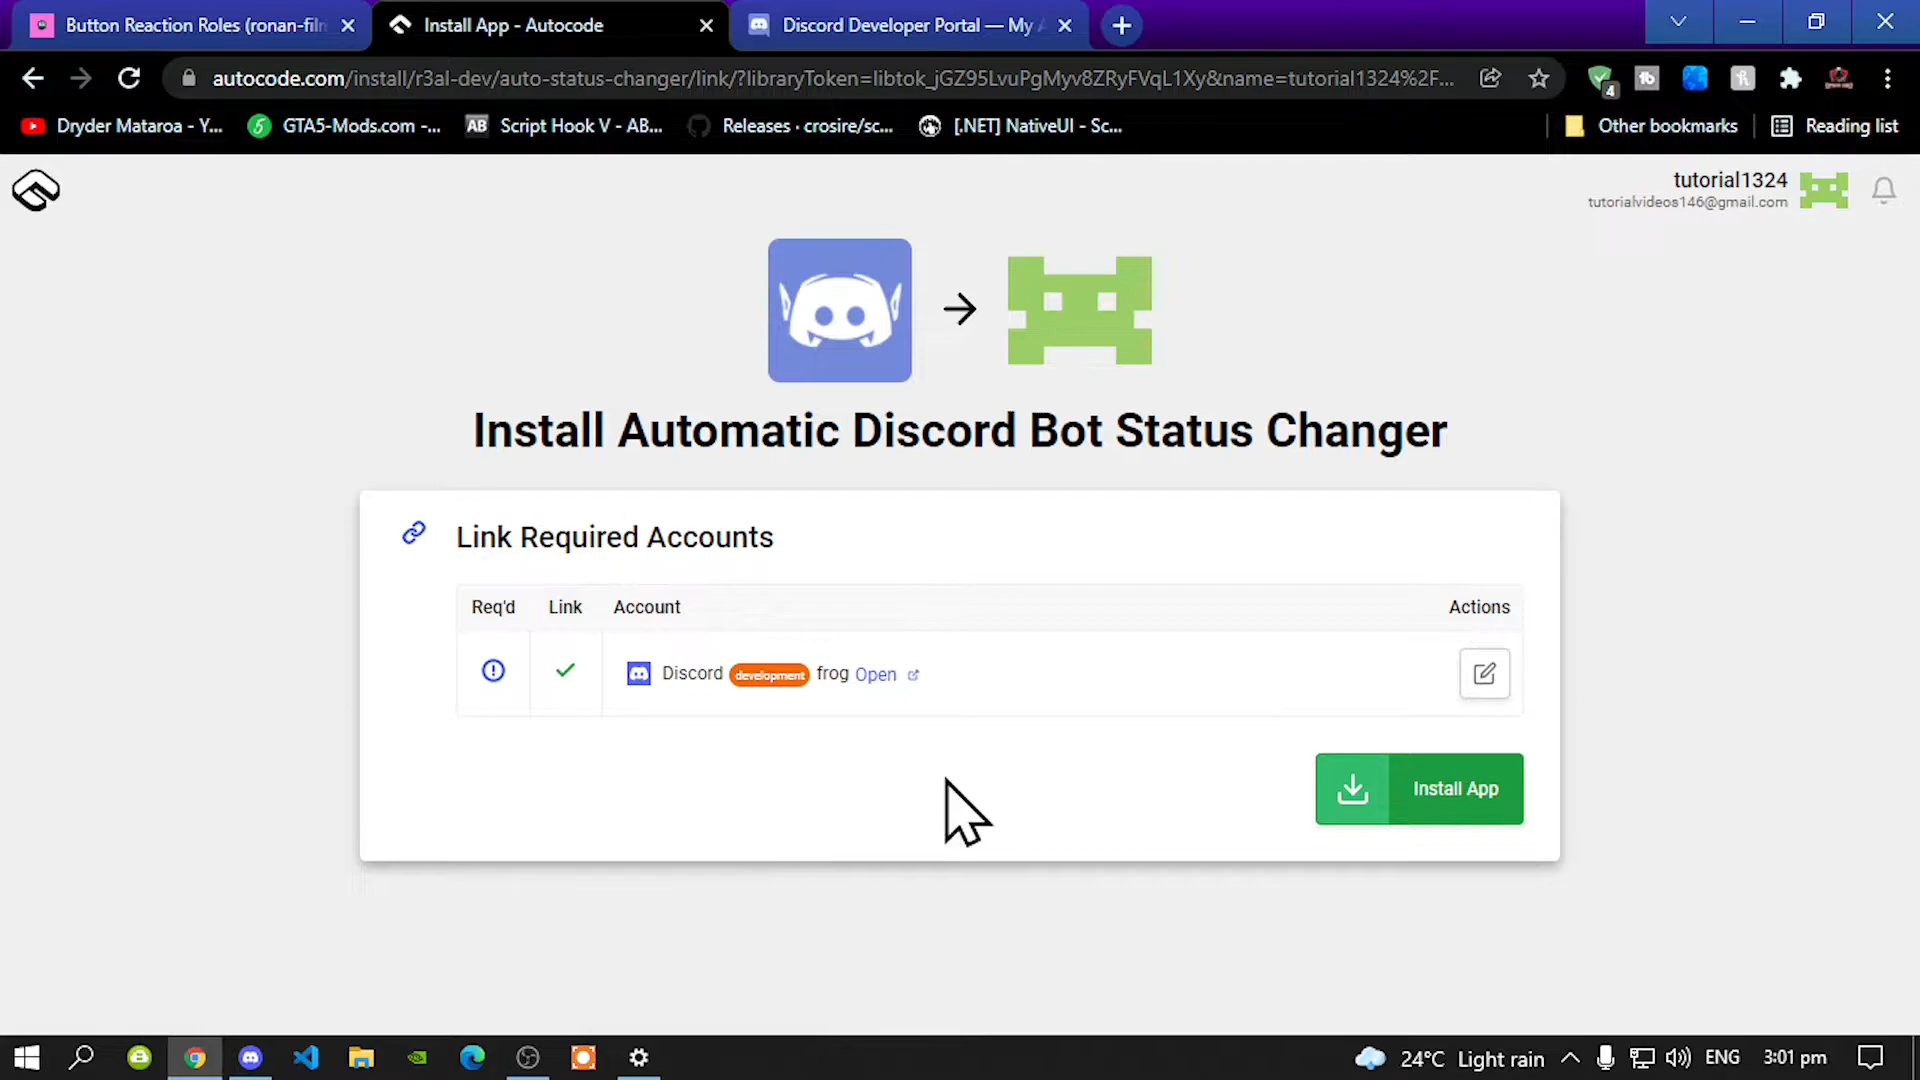 Button Reaction Roles (ronan-filn
Install App - Autocode
Discord Developer Portal — My A
autocode.com/install/r3al-dev/auto-status-changer/link/?libraryToken=libtok_jGZ95LvuPgMyv8ZRyFVqL1Xy&name=tutorial1324%2F...
4
Dryder Mataroa - Y...
GTA5-Mods.com -...
AB Script Hook V - AB...
Releases · crosire/sc...
[.NET] NativeUI - Sc...
Other bookmarks
Reading list
tutorial1324
tutorialvideos146@gmail.com
Install Automatic Discord Bot Status Changer
Link Required Accounts
Req'd Link Account Actions
Discord development frog Open
Install App
24°C Light rain ENG 3:01 pm